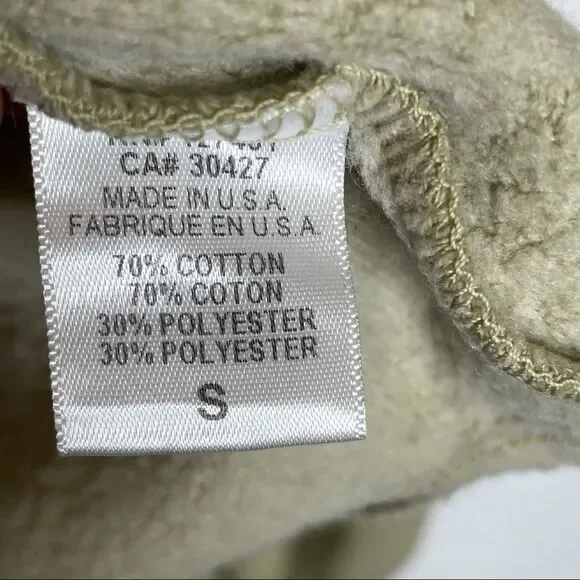 CA# 30427
MADE IN U.S.A.
FABRIQUE EN U.S.A.
70% COTTON
70% COTON
30% POLYESTER
30% POLYESTER
S